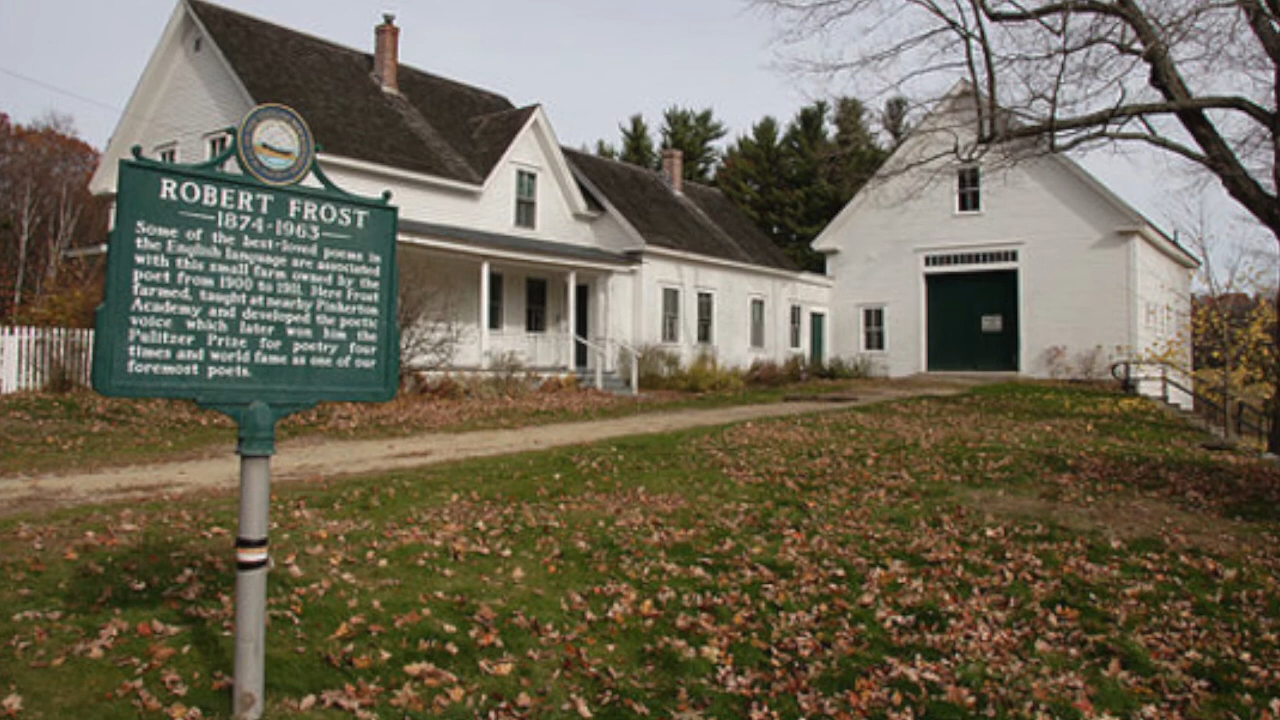 ROBERT FROST
1874-1963
Some of the best-loved poems in
the English language are associated
with this small farm owned by the
poet from 1900 to 1911. Here Frost
farmed, taught at nearby Pinkerton
Academy and developed the poetic
voice which later won him the
Pulitzer Prize for poetry four
times and world fame as one of our
foremost poets.